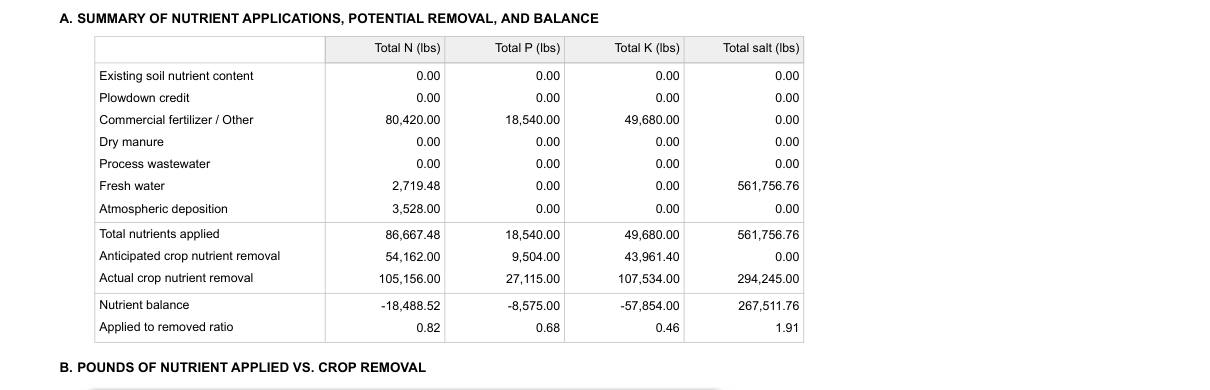 A. SUMMARY OF NUTRIENT APPLICATIONS, POTENTIAL REMOVAL, AND BALANCE
Total N (lbs) Total P (lbs) Total K (lbs) Total salt (lbs)
Existing soil nutrient content 0.00 0.00 0.00 0.00
Plowdown credit 0.00 0.00 0.00 0.00
Commercial fertilizer / Other 80,420.00 18,540.00 49,680.00 0.00
Dry manure 0.00 0.00 0.00 0.00
Process wastewater 0.00 0.00 0.00 0.00
Fresh water 2,719.48 0.00 0.00 561,756.76
Atmospheric deposition 3,528.00 0.00 0.00 0.00
Total nutrients applied 86,667.48 18,540.00 49,680.00 561,756.76
Anticipated crop nutrient removal 54,162.00 9,504.00 43,961.40 0.00
Actual crop nutrient removal 105,156.00 27,115.00 107,534.00 294,245.00
Nutrient balance -18,488.52 -8,575.00 -57,854.00 267,511.76
Applied to removed ratio 0.82 0.68 0.46 1.91
B. POUNDS OF NUTRIENT APPLIED VS. CROP REMOVAL